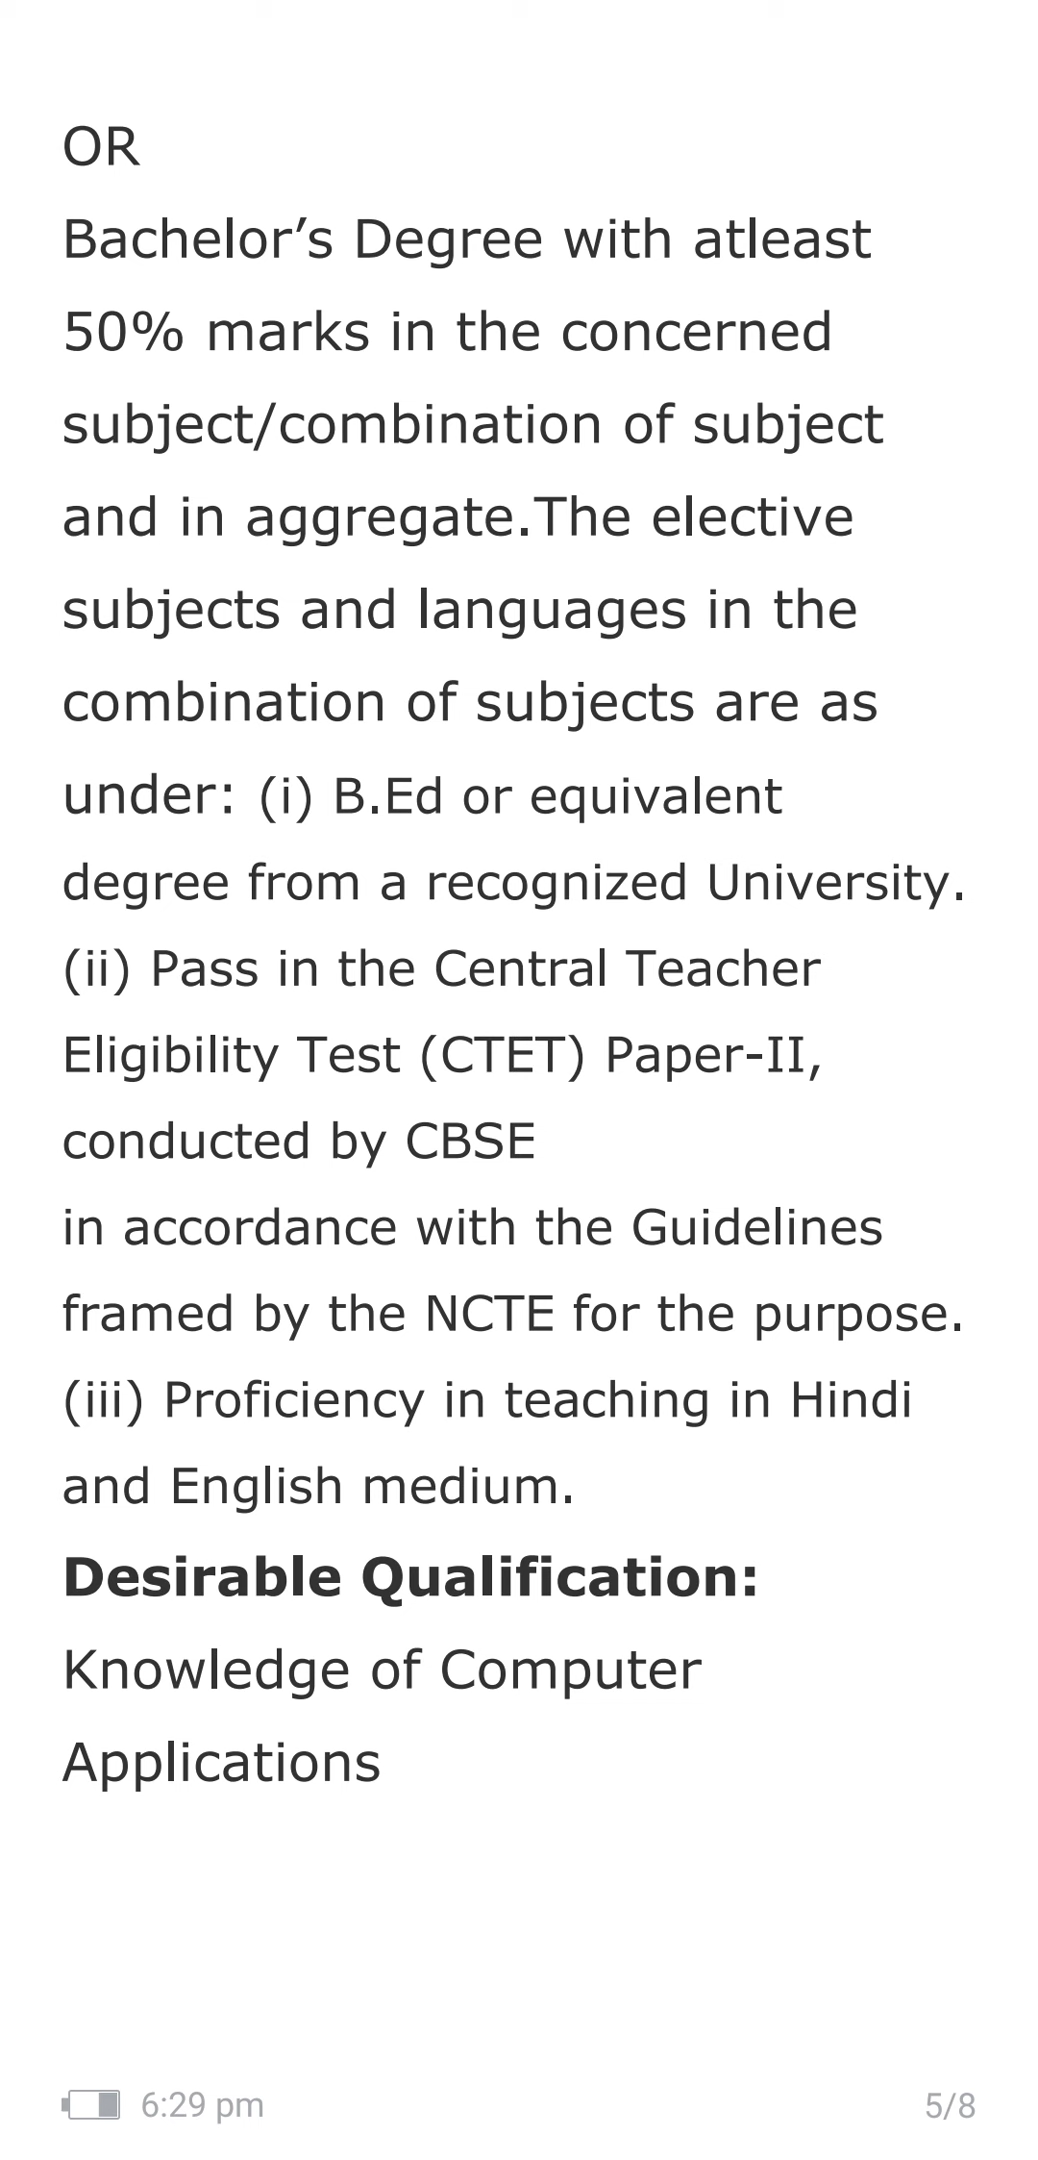 OR
Bachelor’s Degree with atleast
50% marks in the concerned
subject/combination of subject
and in aggregate.The elective
subjects and languages in the
combination of subjects are as
under: (i) B.Ed or equivalent
degree from a recognized University.
(ii) Pass in the Central Teacher
Eligibility Test (CTET) Paper-II,
conducted by CBSE
in accordance with the Guidelines
framed by the NCTE for the purpose.
(iii) Proficiency in teaching in Hindi
and English medium.
Desirable Qualification:
Knowledge of Computer
Applications
6:29 pm 5/8